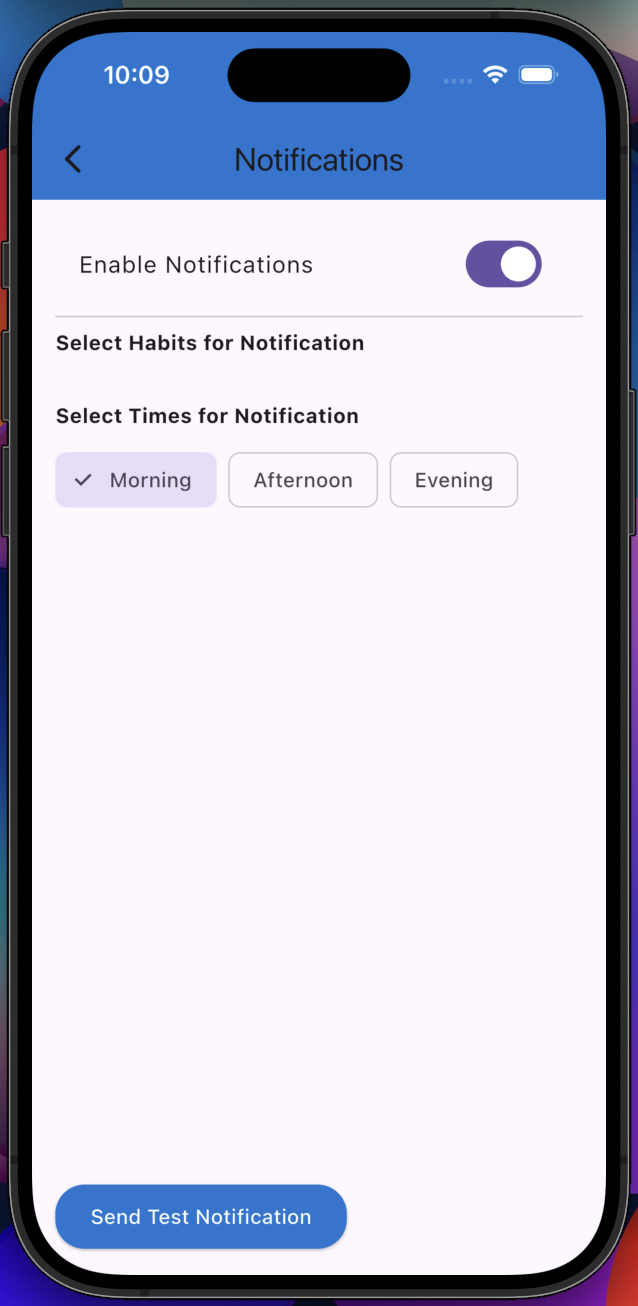 10:09
Notifications
Enable Notifications
Select Habits for Notification
Select Times for Notification
Morning Afternoon Evening
Send Test Notification